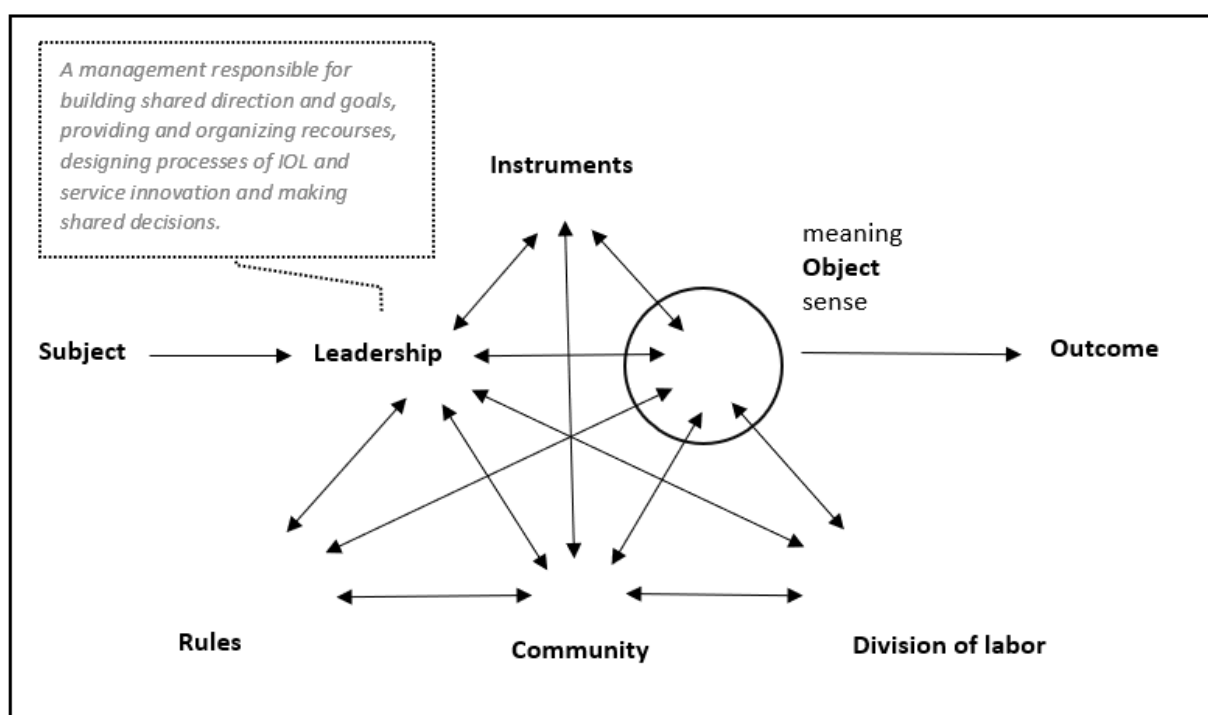 A management responsible for
building shared direction and goals,
providing and organizing recourses,
designing processes of IOL and
service innovation and making
shared decisions.
Instruments
meaning
Object
sense
Subject
Leadership
Outcome
Rules
Community
Division of labor